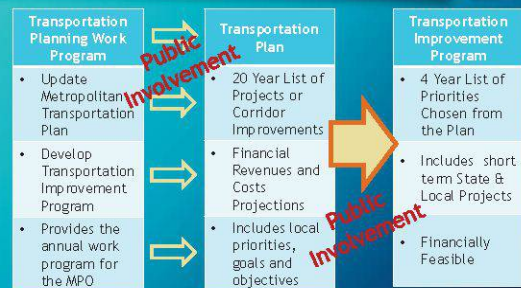 Transportation
Planning Work
Program
• Update
Metropolitan
Transportation
Plan
• Develop
Transportation
Improvement
Program
• Provides the
annual work
program for
the MPO
Public
Involvement
Transportation
Plan
• 20 Year List of
Projects or
Corridor
Improvements
• Financial
Revenues and
Costs
Projections
• Includes local
priorities,
goals and
objectives
Public
Involvement
Transportation
Improvement
Program
• 4 Year List of
Priorities
Chosen from
the Plan
• Includes short
term State &
Local Projects
• Financially
Feasible